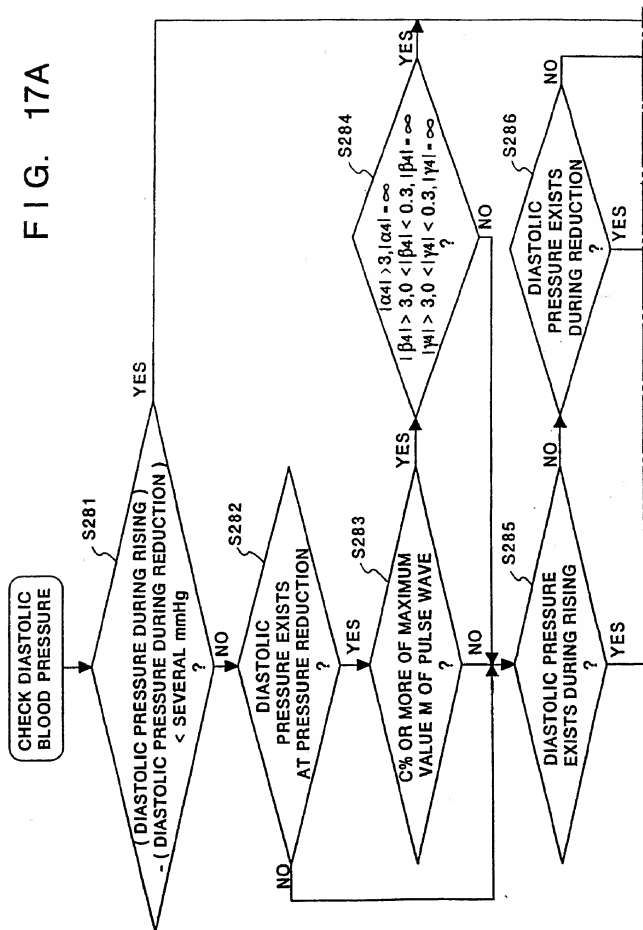 FIG. 17A
CHECK DIASTOLIC
BLOOD PRESSURE
S281
( DIASTOLIC PRESSURE DURING RISING )
- ( DIASTOLIC PRESSURE DURING REDUCTION )
< SEVERAL mmHg
?
YES
NO
S282
DIASTOLIC
PRESSURE EXISTS
AT PRESSURE REDUCTION
?
NO
YES
S283
C% OR MORE OF MAXIMUM
VALUE M OF PULSE WAVE
?
YES
NO
S284
|α4| >3,|α4| = ∞
|β4| > 3,0 <|β4| < 0.3, |β4| = ∞
|γ4| > 3,0 <|γ4| < 0.3, |γ4| = ∞
?
YES
NO
S285
DIASTOLIC PRESSURE
EXISTS DURING RISING
?
NO
YES
S286
DIASTOLIC
PRESSURE EXISTS
DURING REDUCTION
?
NO
YES